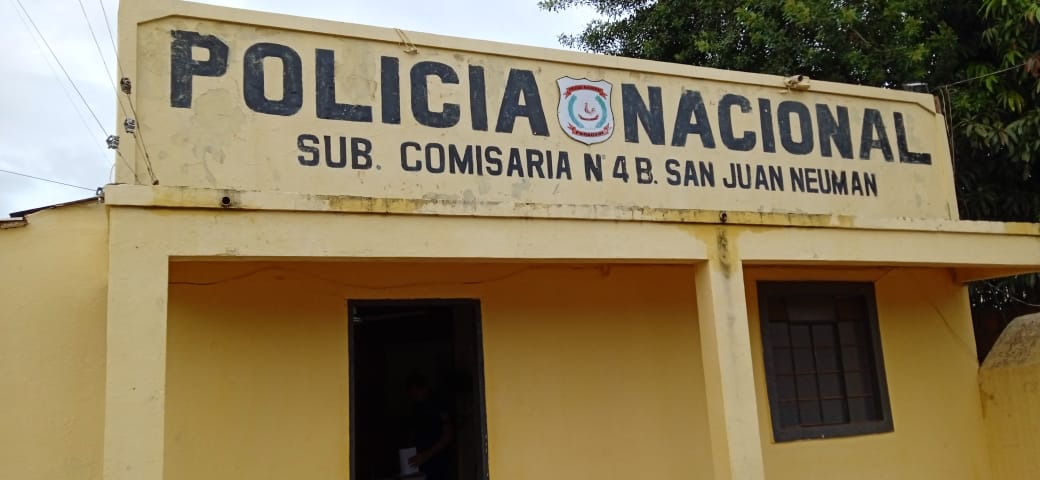 POLICIA NACIONAL
SUB. COMISARIA Nº 4 B. SAN JUAN NEUMAN